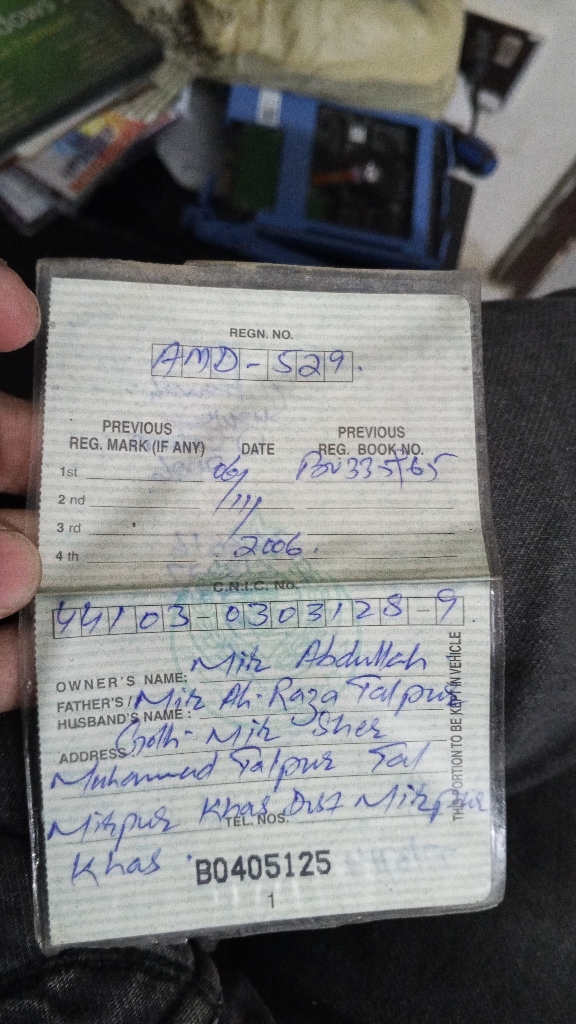 REGN. NO.
AMD-529.
PREVIOUS REG. MARK (IF ANY) DATE PREVIOUS REG. BOOK NO.
1st 06/
2 nd 11/
3 rd
4 th 2006.
C.N.I.C. No.
44103-0303128-9
OWNER'S NAME: Mir Abdullah
FATHER'S / HUSBAND'S NAME : Mir Ali Raza Talpur
ADDRESS: Goth- Mir Sher
Muhammad Talpur Tal
Mirpur Khas Dist Mirpur
TEL. NOS.
Khas.
B0405125
1
THIS PORTION TO BE KEPT IN VEHICLE